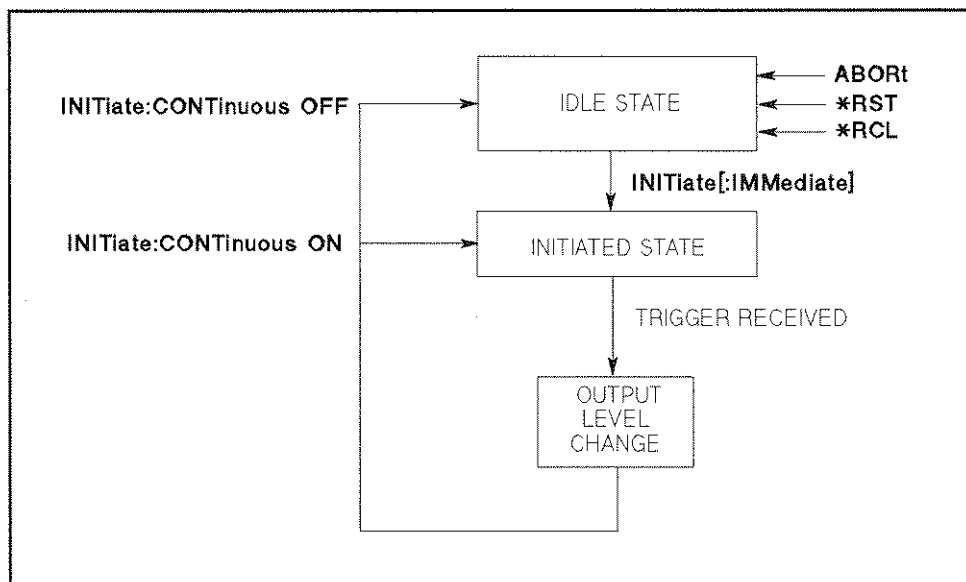 INITiate:CONTinuous OFF
IDLE STATE
ABORt
*RST
*RCL
INITiate[:IMMediate]
INITiate:CONTinuous ON
INITIATED STATE
TRIGGER RECEIVED
OUTPUT
LEVEL
CHANGE